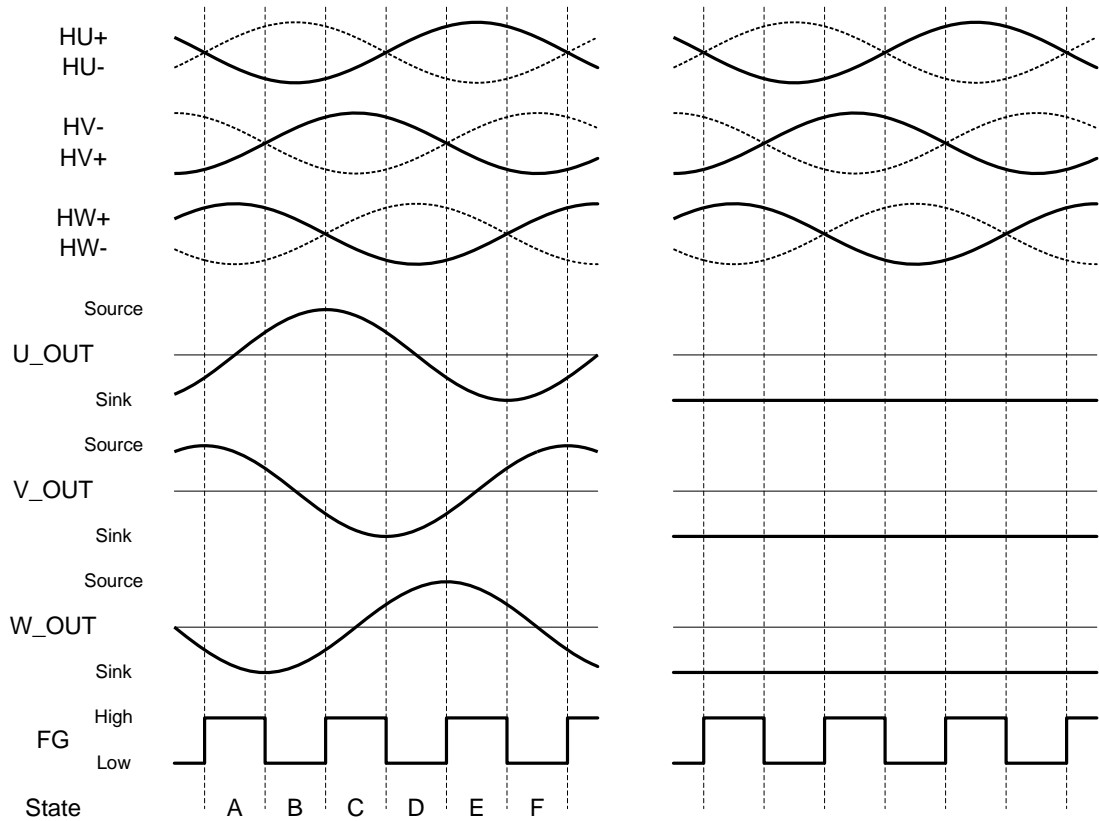 HU+
HU-
HV-
HV+
HW+
HW-
Source
U_OUT
Sink
Source
V_OUT
Sink
Source
W_OUT
Sink
High
FG
Low
State A B C D E F